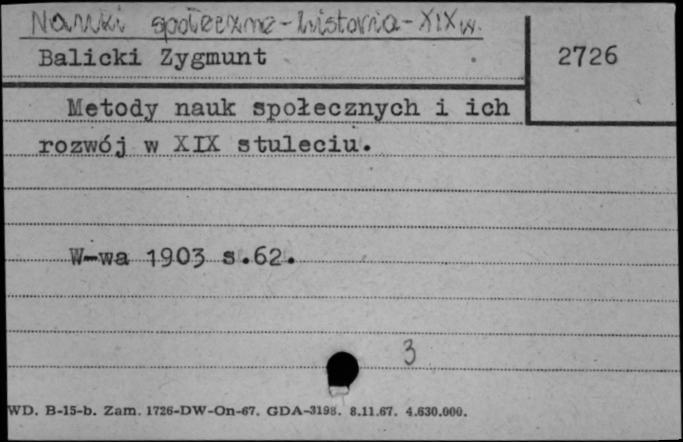 Nauki społeczne - historia - XIX w.
Balicki Zygmunt
2726
Metody nauk społecznych i ich
rozwój w XIX stuleciu.
W-wa 1903 s.62.
3
WD. B-15-b. Zam. 1726-DW-On-67. GDA-3198. 8.11.67. 4.630.000.